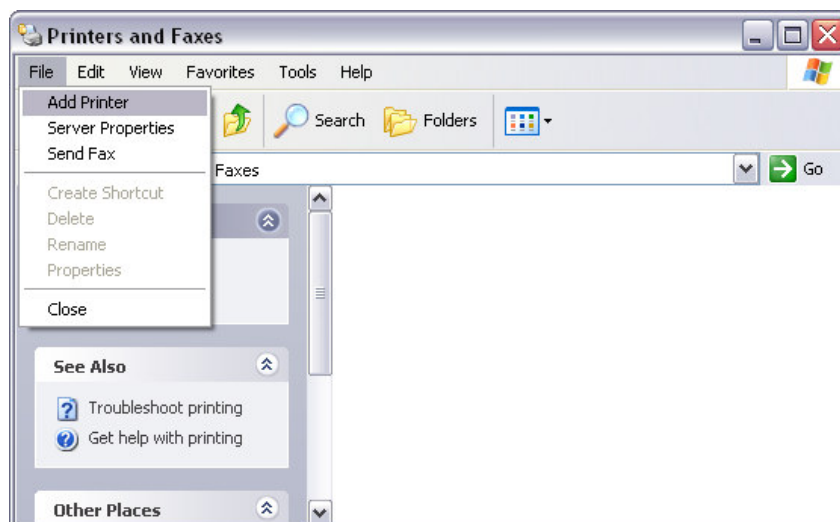 Printers and Faxes
File Edit View Favorites Tools Help
Add Printer
Server Properties
Send Fax
Create Shortcut
Delete
Rename
Properties
Close
Search Folders
Faxes Go
See Also
Troubleshoot printing
Get help with printing
Other Places